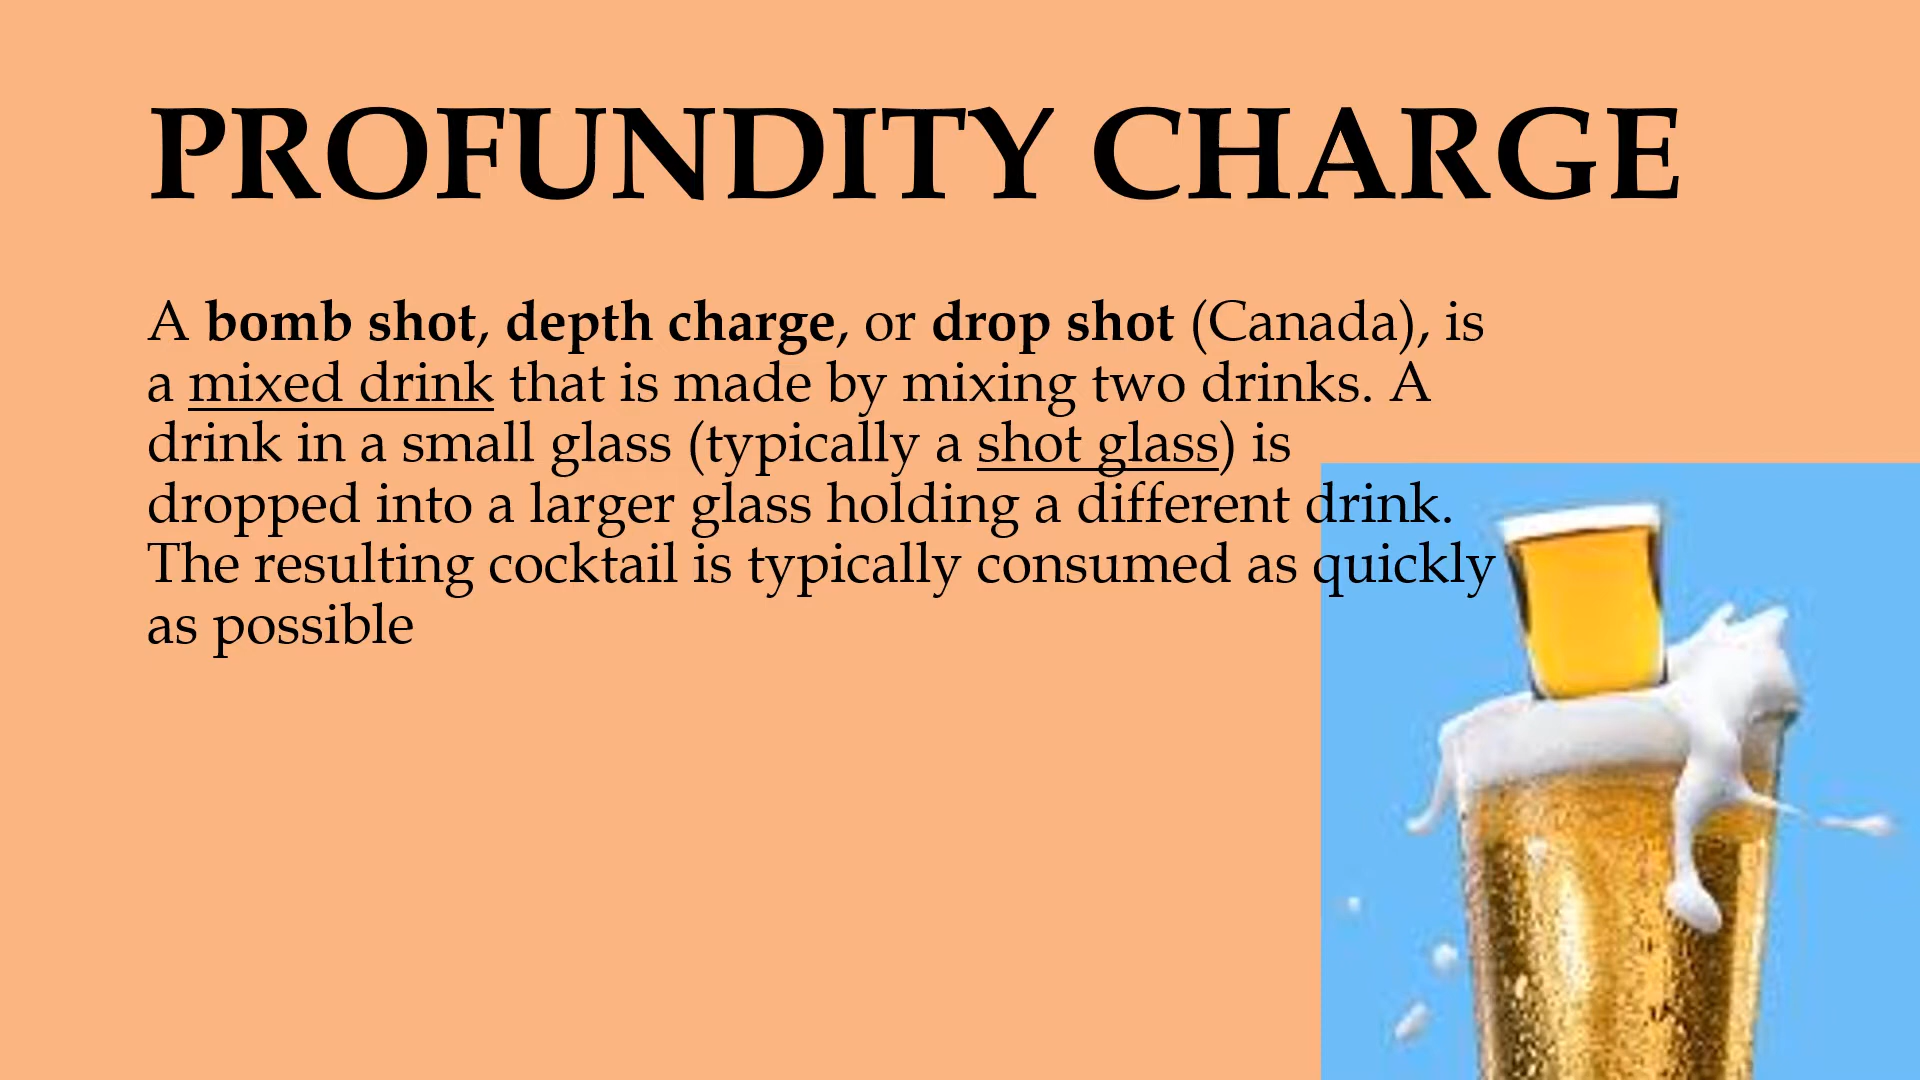 PROFUNDITY CHARGE
A bomb shot, depth charge, or drop shot (Canada), is
a mixed drink that is made by mixing two drinks. A
drink in a small glass (typically a shot glass) is
dropped into a larger glass holding a different drink.
The resulting cocktail is typically consumed as quickly
as possible